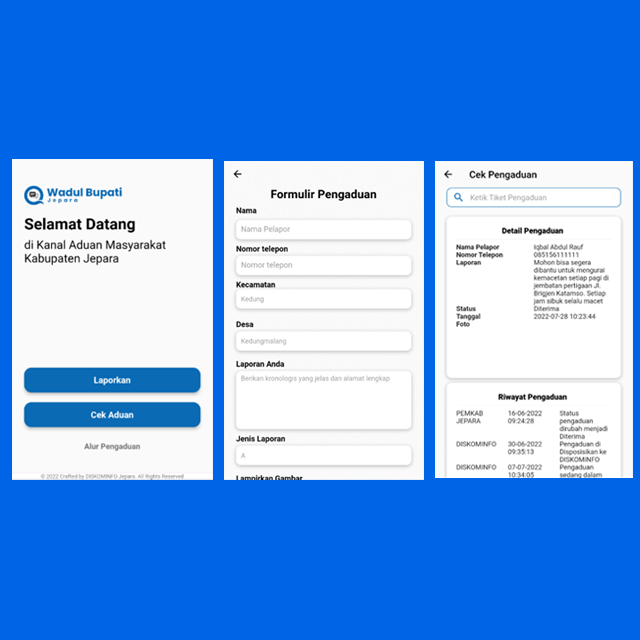 Wadul Bupati
Jepara
Selamat Datang
di Kanal Aduan Masyarakat
Kabupaten Jepara
Laporkan
Cek Aduan
Alur Pengaduan
© 2022 Crafted by DISKOMINFO Jepara. All Rights Reserved
Formulir Pengaduan
Nama
Nama Pelapor
Nomor telepon
Nomor telepon
Kecamatan
Kedung
Desa
Kedungmalang
Laporan Anda
Berikan kronologis yang jelas dan alamat lengkap
Jenis Laporan
A
Lampirkan Gambar
Cek Pengaduan
Ketik Tiket Pengaduan
Detail Pengaduan
Nama Pelapor Iqbal Abdul Rauf
Nomor Telepon 085156111111
Laporan Mohon bisa segera
dibantu untuk mengurai
kemacetan setiap pagi di
jembatan pertigaan Jl.
Brigjen Katamso. Setiap
jam sibuk selalu macet
Status Diterima
Tanggal 2022-07-28 10:23:44
Foto
Riwayat Pengaduan
PEMKAB 16-06-2022 Status
JEPARA 09:24:28 pengaduan
dirubah menjadi
Diterima
DISKOMINFO 30-06-2022 Pengaduan di
09:35:13 Disposisikan ke
DISKOMINFO
DISKOMINFO 07-07-2022 Pengaduan
10:34:05 sedang dalam